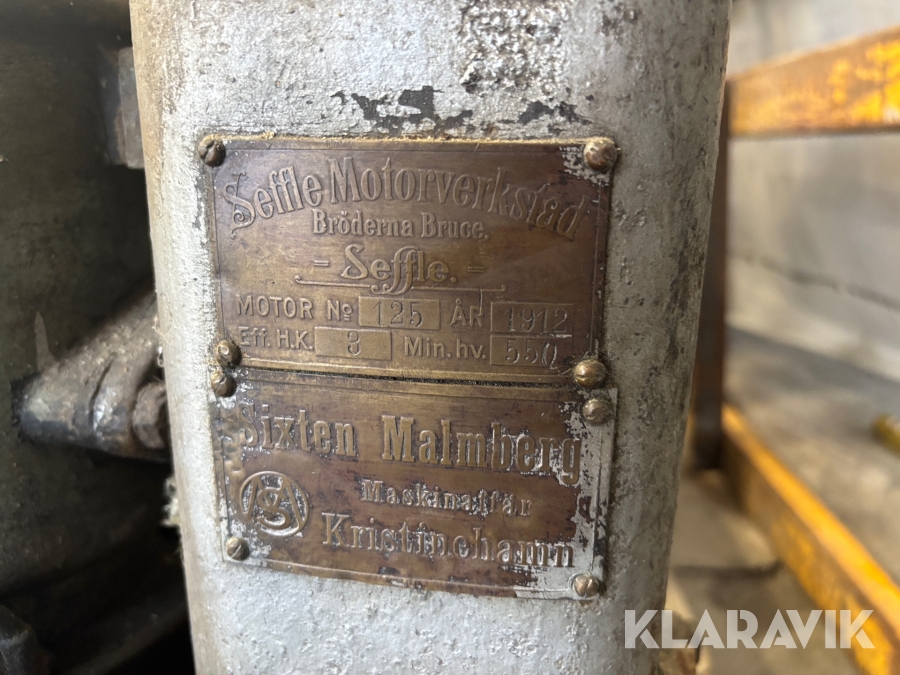 Seffle Motorverkstad
Bröderna Bruce.
- Seffle. -
MOTOR No 125 ÅR 1912
Eff. H.K. 3 Min. hv. 550
Sixten Malmberg
Maskinaffär
Kristinehamn
KLARAVIK